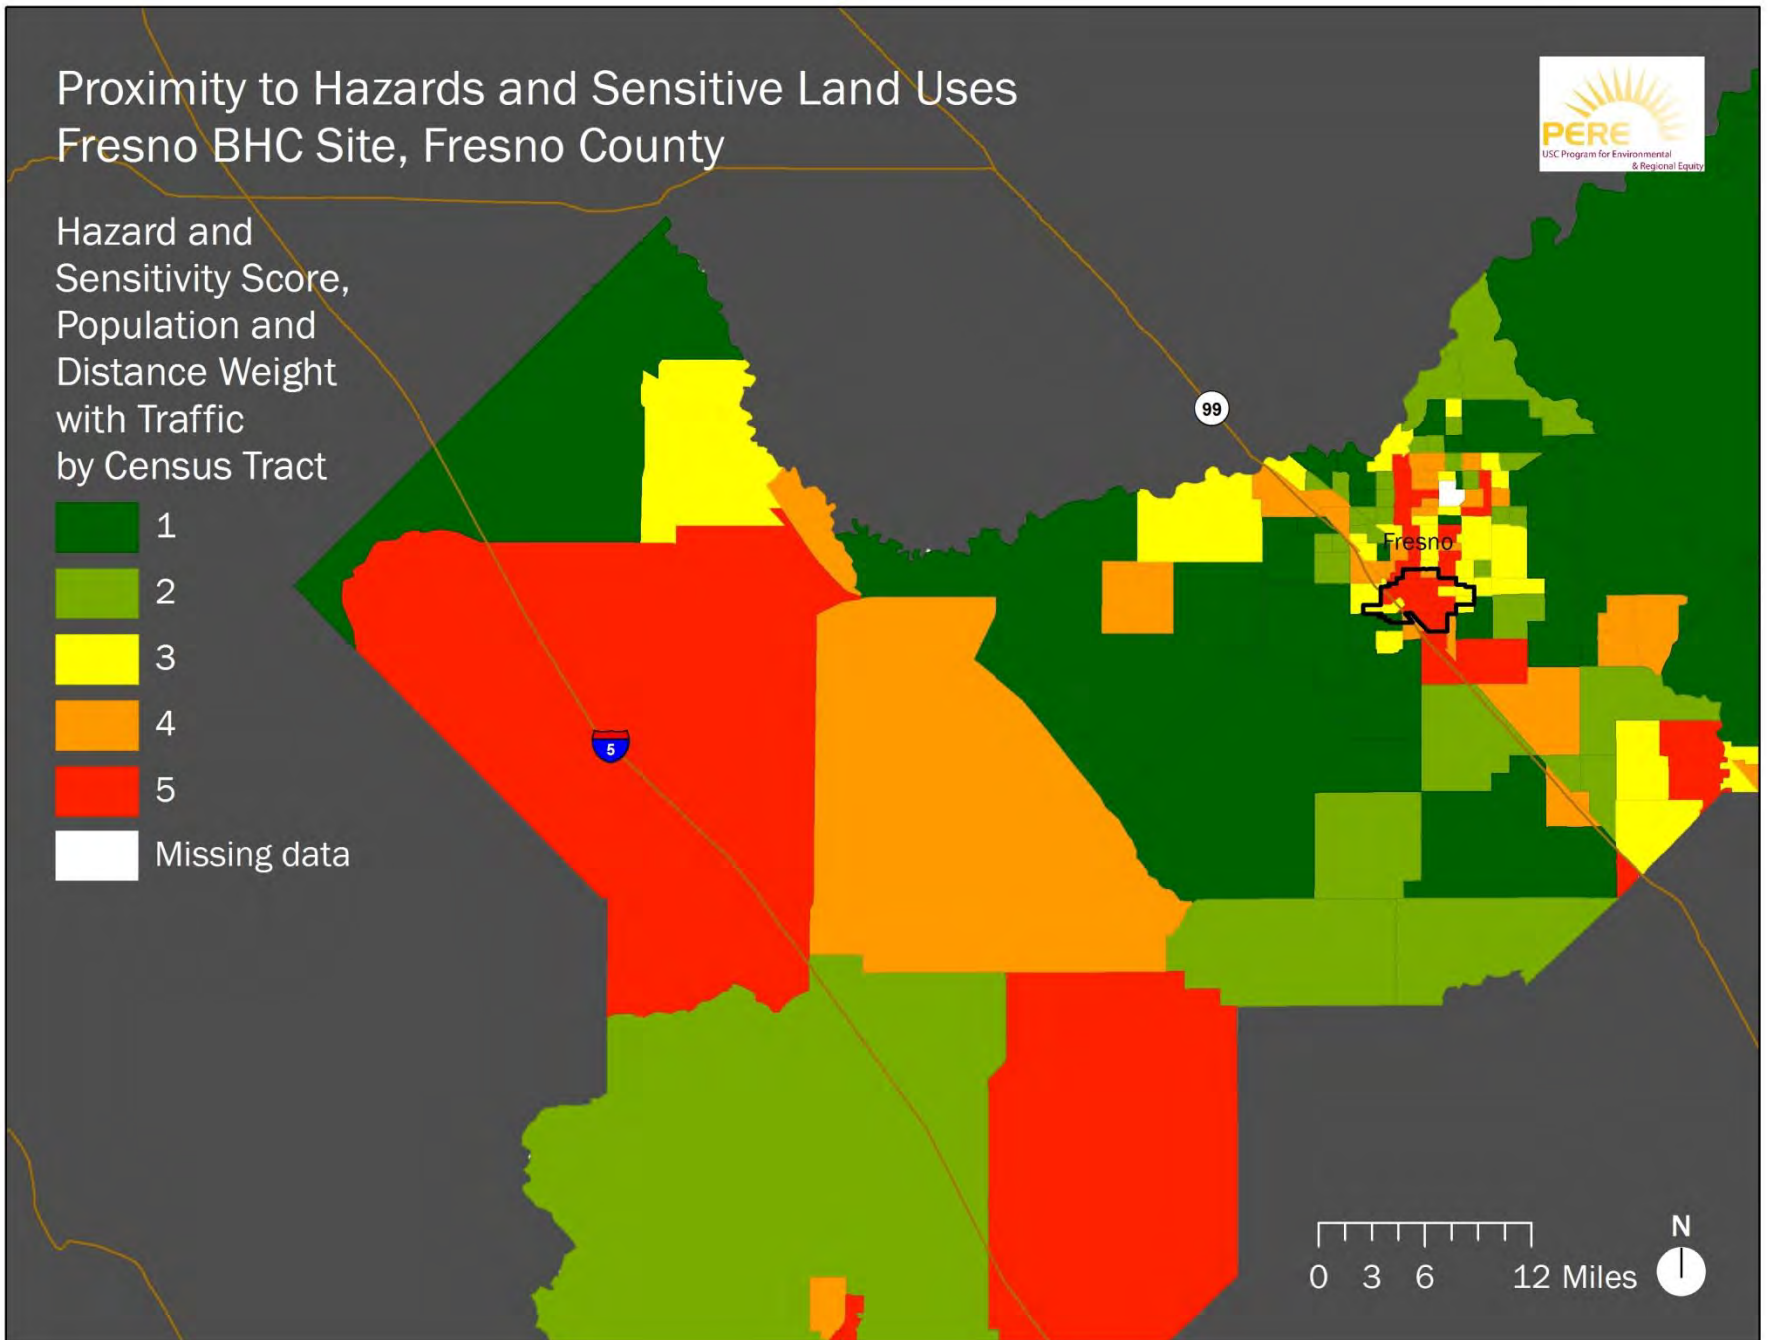 Proximity to Hazards and Sensitive Land Uses
Fresno BHC Site, Fresno County
PERE
USC Program for Environmental
& Regional Equity
Hazard and
Sensitivity Score,
Population and
Distance Weight
with Traffic
by Census Tract
1
2
3
4
5
Missing data
99
Fresno
5
N
0 3 6 12 Miles